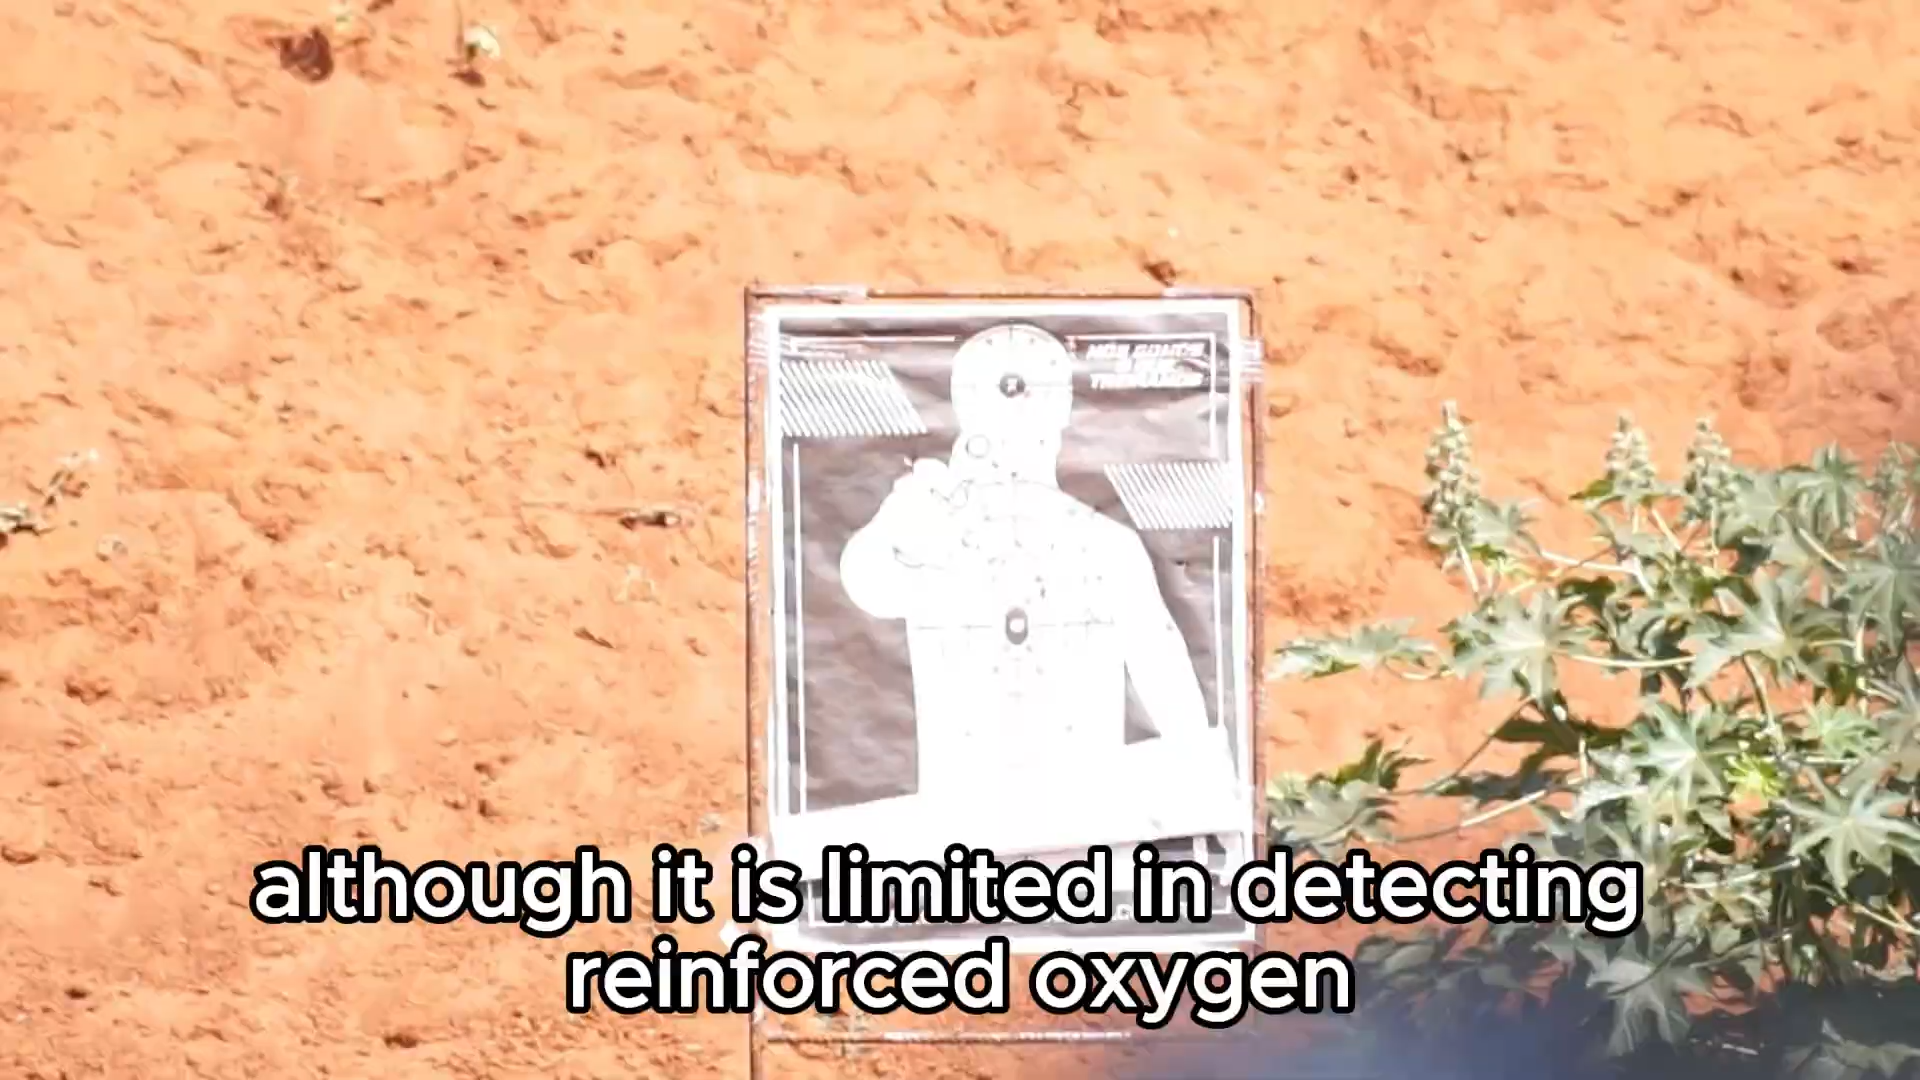 although it is limited in detecting
reinforced oxygen